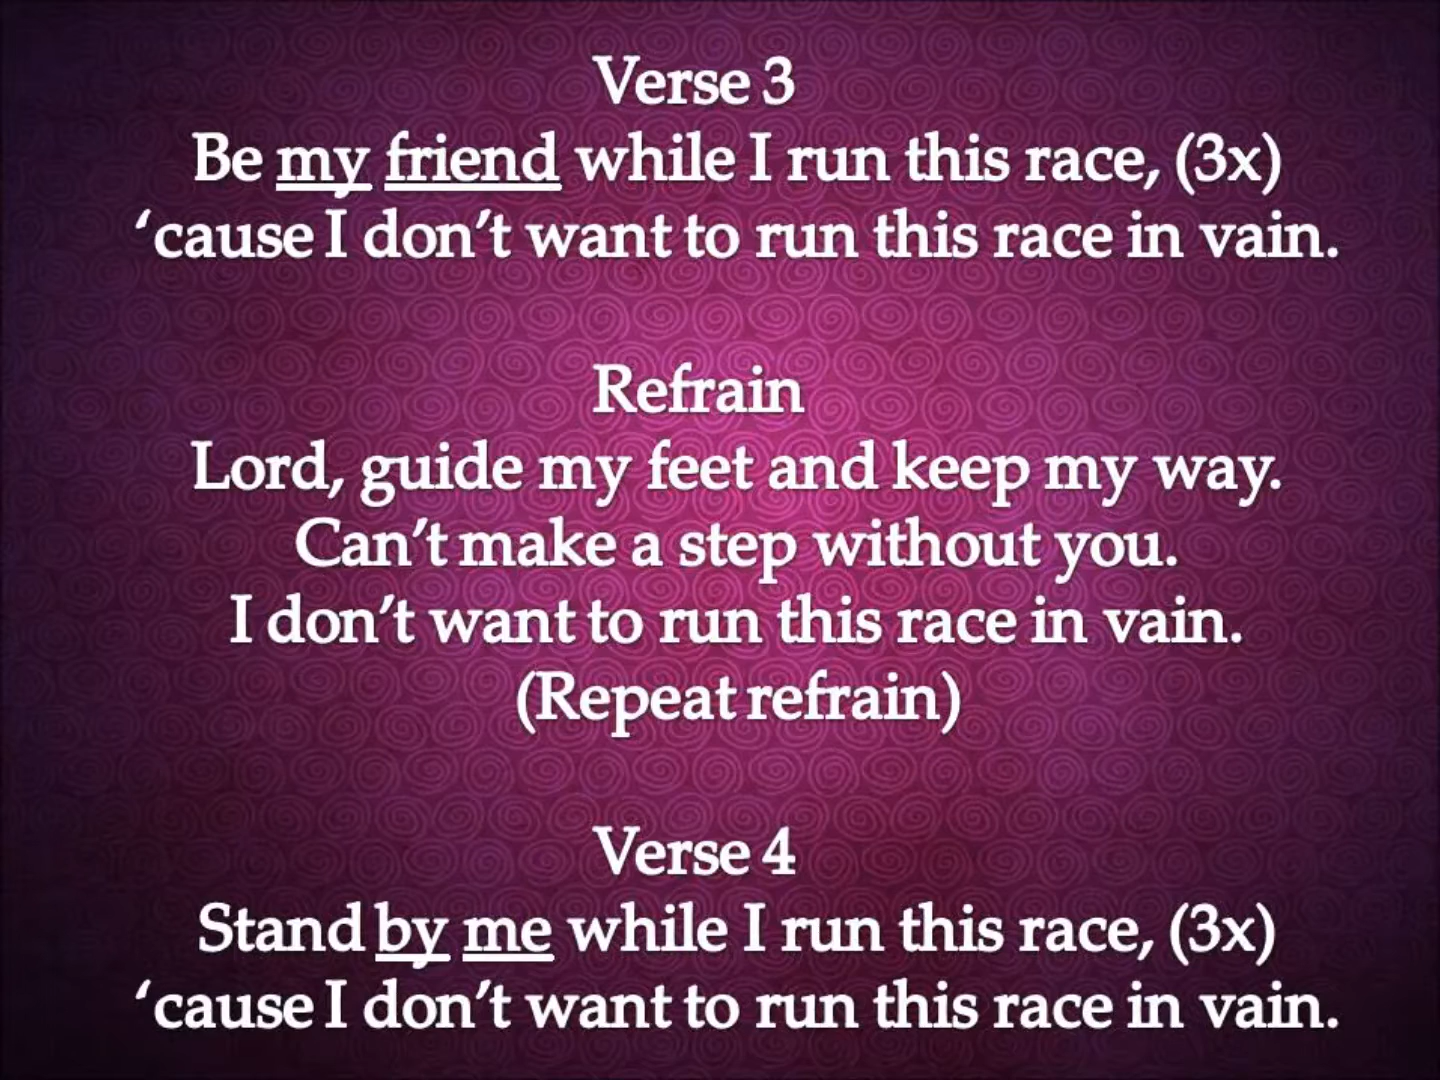 Verse 3
Be my friend while I run this race, (3x)
‘cause I don’t want to run this race in vain.
Refrain
Lord, guide my feet and keep my way.
Can’t make a step without you.
I don’t want to run this race in vain.
(Repeat refrain)
Verse 4
Stand by me while I run this race, (3x)
‘cause I don’t want to run this race in vain.